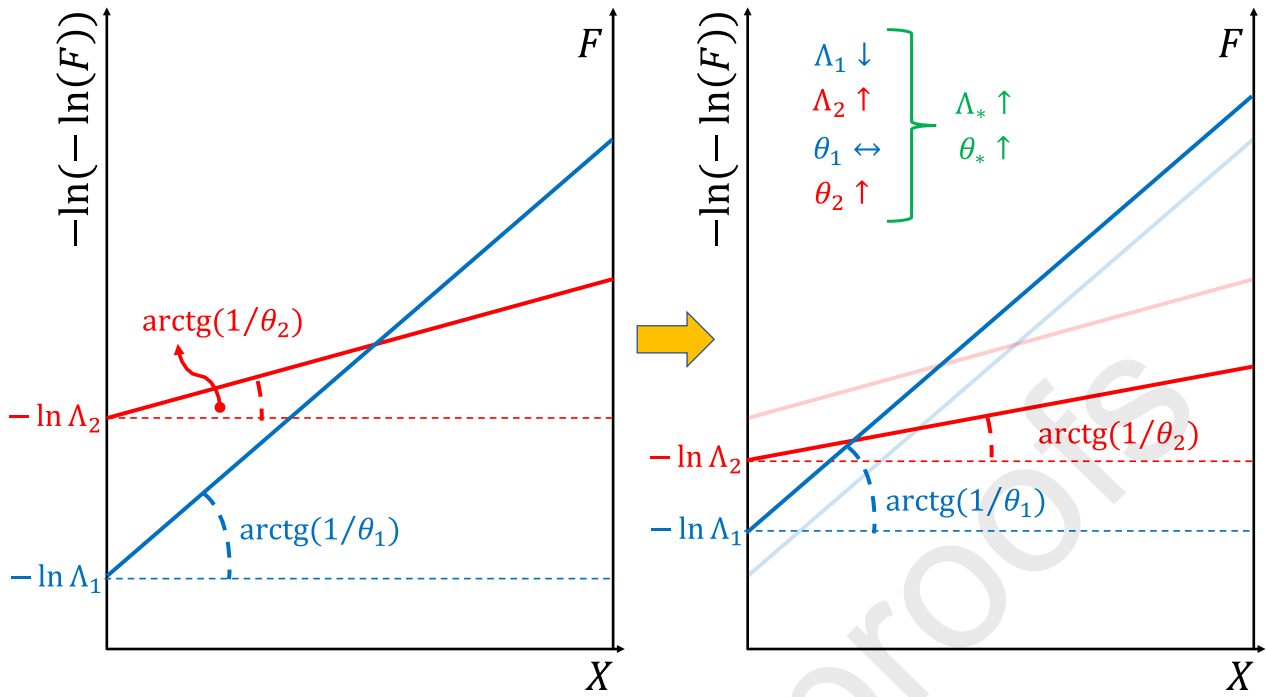 −ln(−ln(F))
F
arctg(1/θ₂)
−ln Λ₂
arctg(1/θ₁)
−ln Λ₁
X
−ln(−ln(F))
F
Λ₁ ↓
Λ₂ ↑
θ₁ ↔
θ₂ ↑
Λ* ↑
θ* ↑
arctg(1/θ₂)
−ln Λ₂
arctg(1/θ₁)
−ln Λ₁
X
proofs